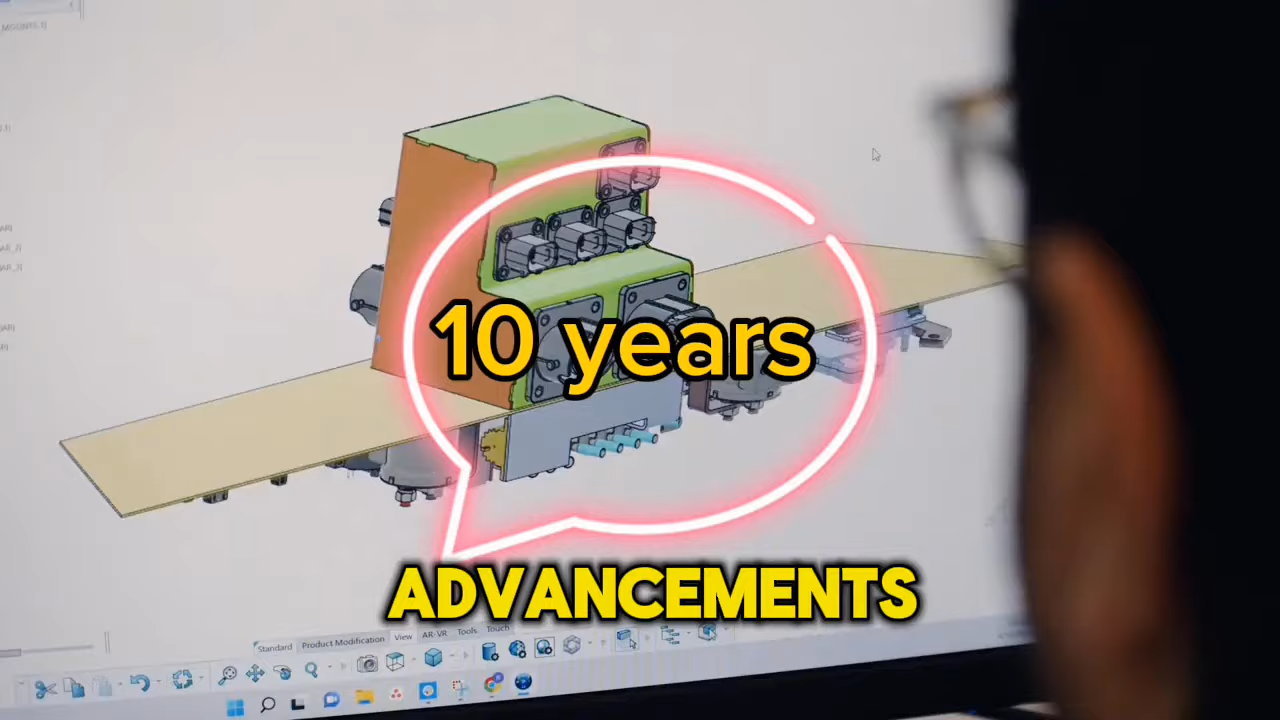 10 years
ADVANCEMENTS
Standard
Product Modification
View
AR-VR
Tools
Touch